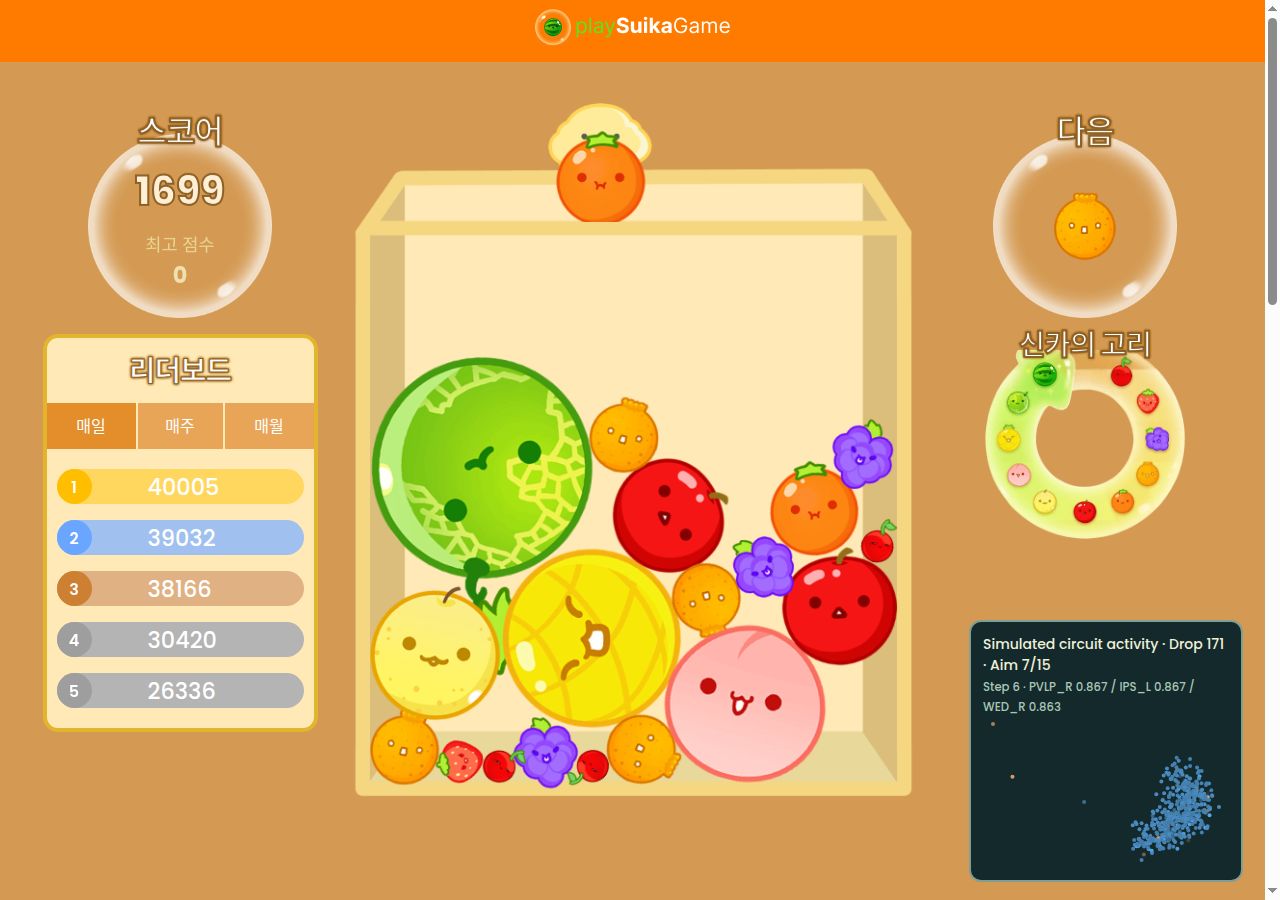 playSuikaGame
스코어
1699
최고 점수
0
다음
신카의 고리
리더보드
매일 매주 매월
1 40005
2 39032
3 38166
4 30420
5 26336
Simulated circuit activity · Drop 171
· Aim 7/15
Step 6 · PVLP_R 0.867 / IPS_L 0.867 /
WED_R 0.863